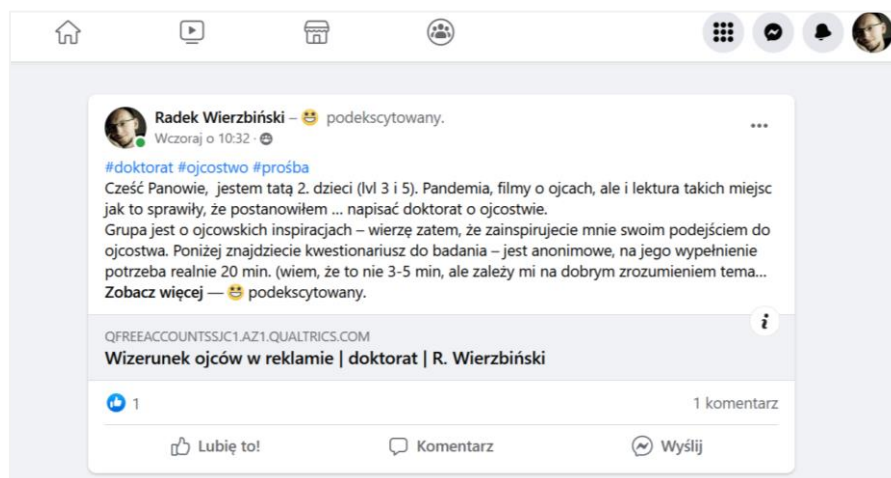 Radek Wierzbiński – podekscytowany.
Wczoraj o 10:32 ·
#doktorat #ojcostwo #prośba
Cześć Panowie, jestem tatą 2. dzieci (lvl 3 i 5). Pandemia, filmy o ojcach, ale i lektura takich miejsc
jak to sprawiły, że postanowiłem ... napisać doktorat o ojcostwie.
Grupa jest o ojcowskich inspiracjach – wierzę zatem, że zainspirujecie mnie swoim podejściem do
ojcostwa. Poniżej znajdziecie kwestionariusz do badania – jest anonimowe, na jego wypełnienie
potrzeba realnie 20 min. (wiem, że to nie 3-5 min, ale zależy mi na dobrym zrozumieniem tema...
Zobacz więcej — podekscytowany.
QFREEACCOUNTSSJC1.AZ1.QUALTRICS.COM
Wizerunek ojców w reklamie | doktorat | R. Wierzbiński
1
1 komentarz
Lubię to!
Komentarz
Wyślij